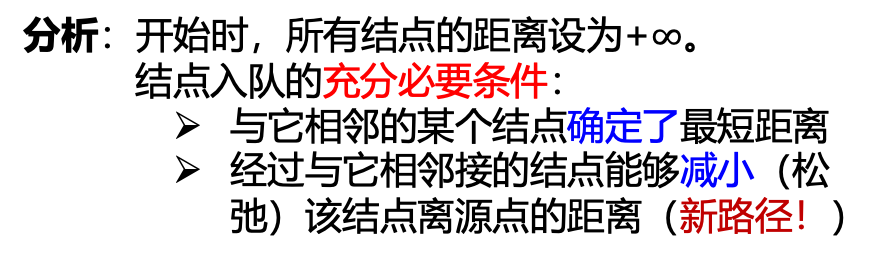 分析：开始时，所有结点的距离设为+∞。
结点入队的充分必要条件：
➢ 与它相邻的某个结点确定了最短距离
➢ 经过与它相邻接的结点能够减小（松
弛）该结点离源点的距离（新路径！）